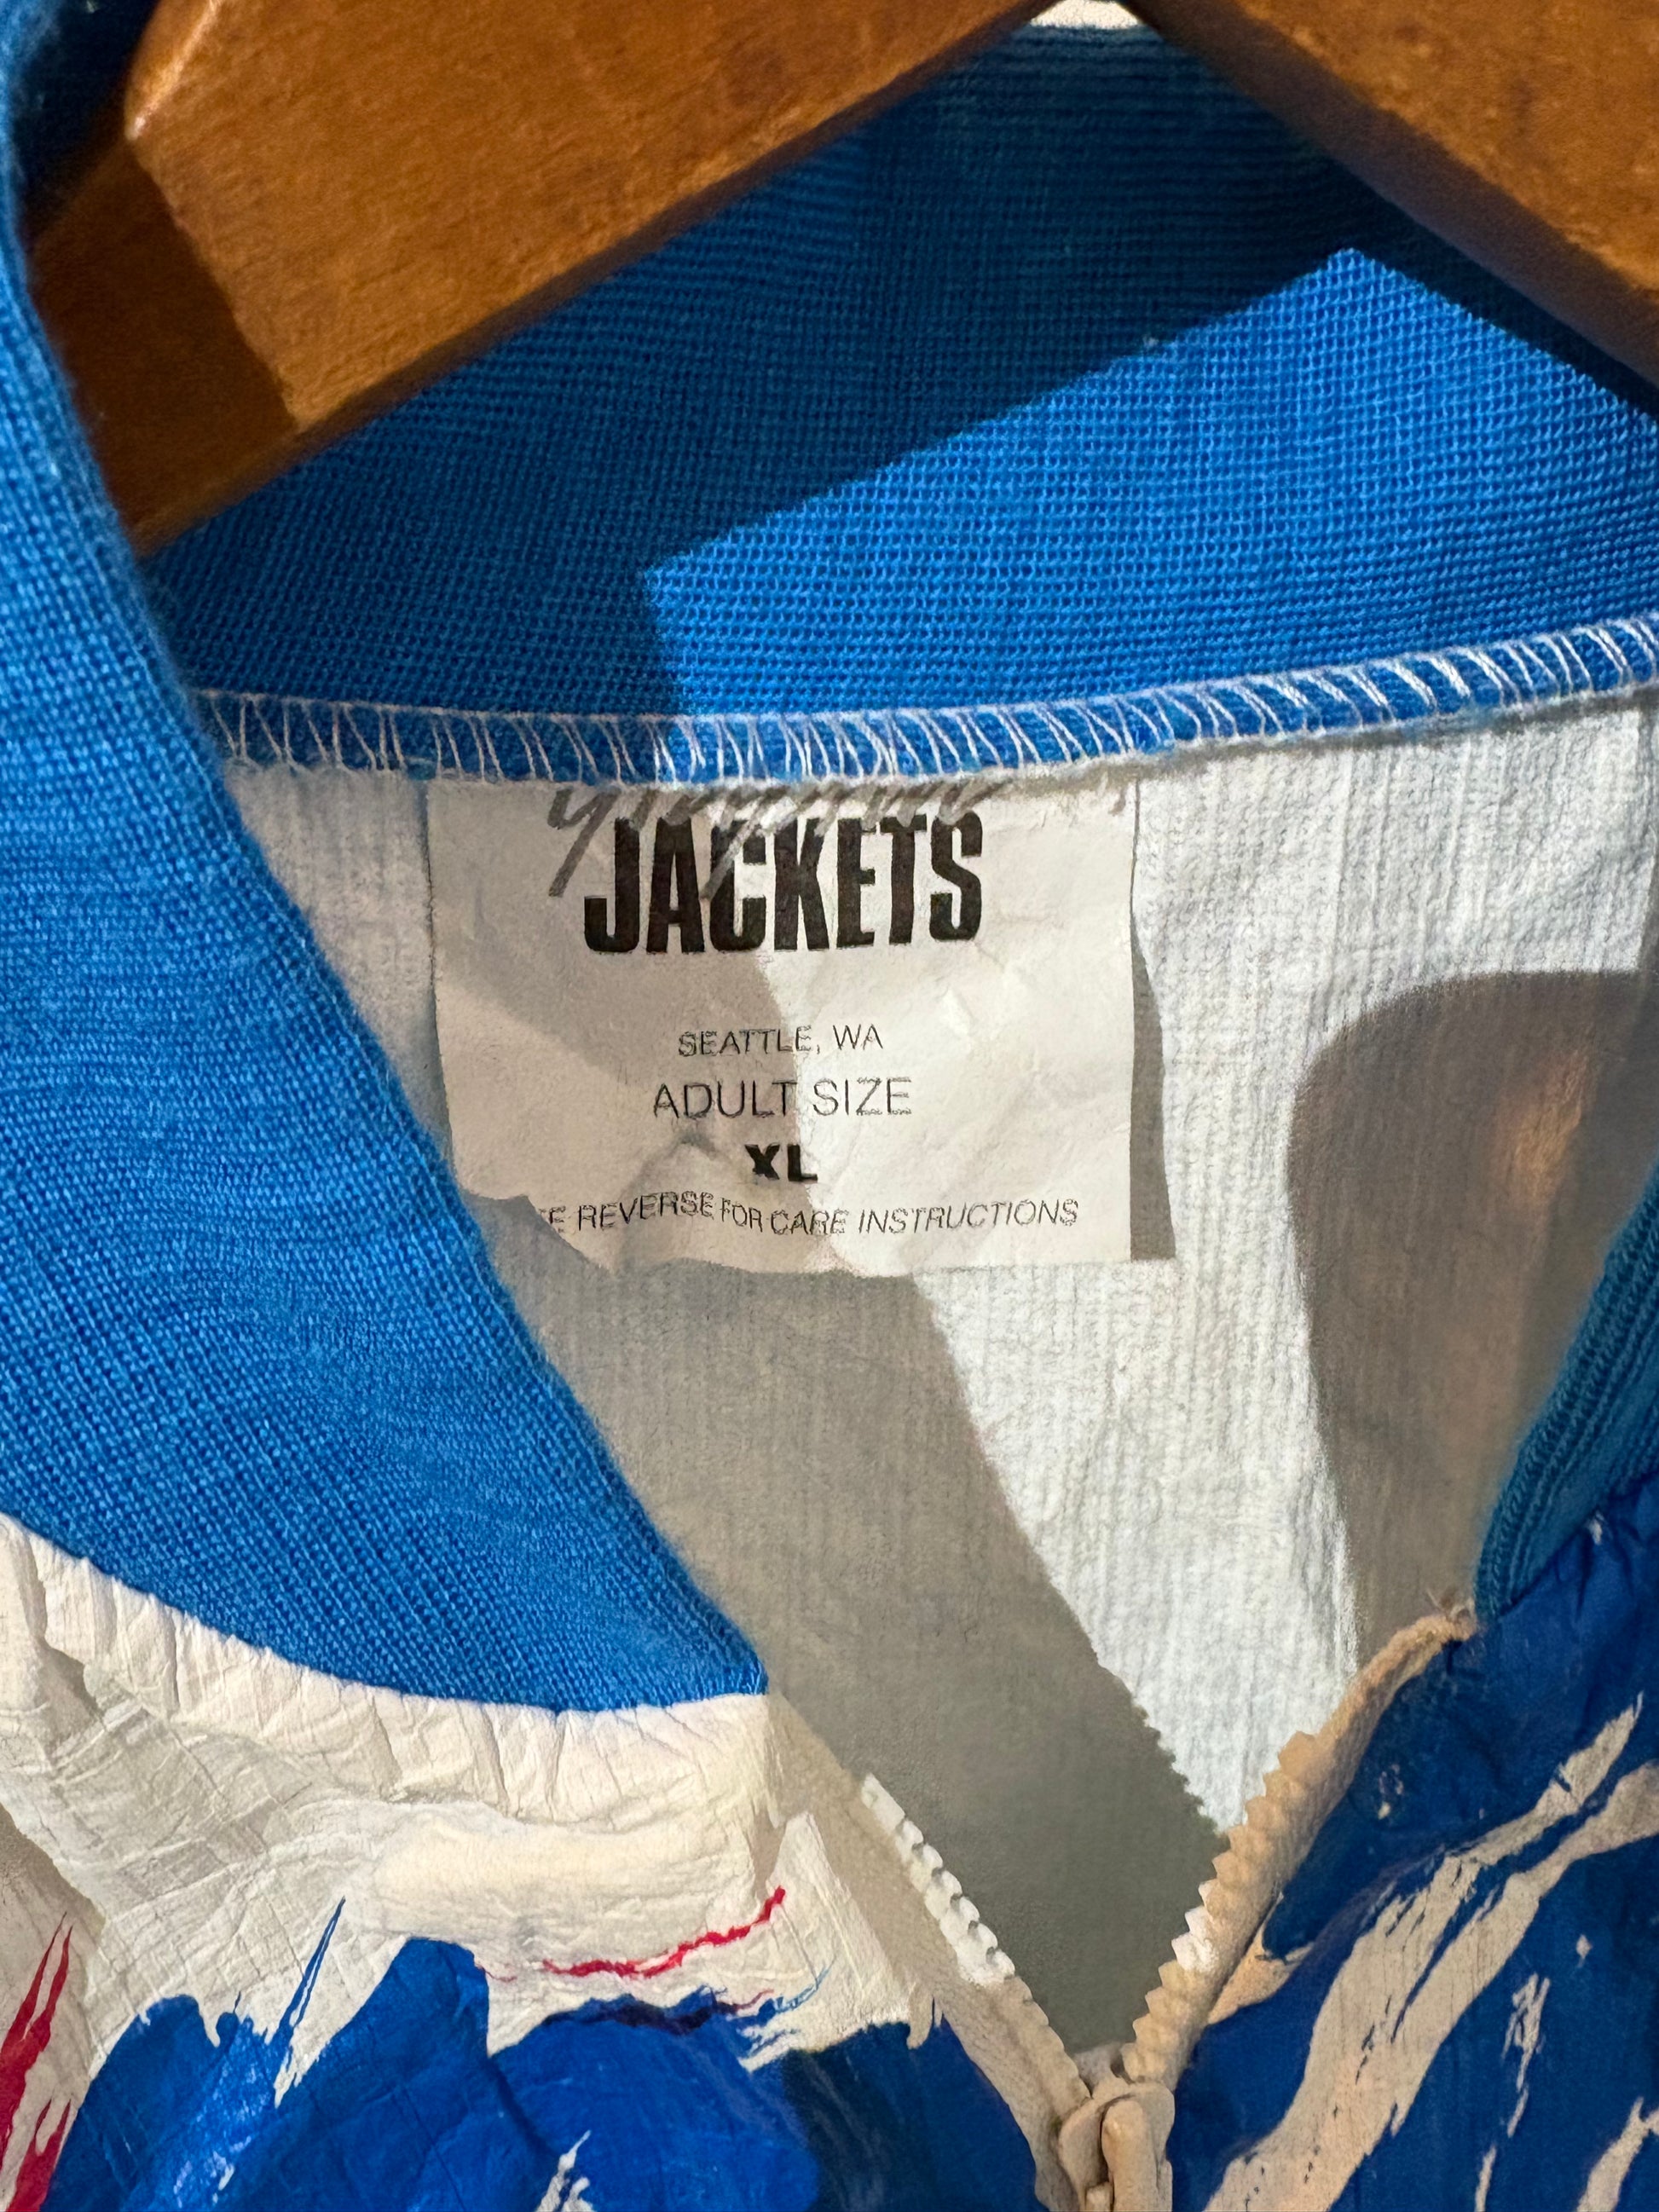 JACKETS
SEATTLE, WA
ADULT SIZE
XL
E REVERSE FOR CARE INSTRUCTIONS